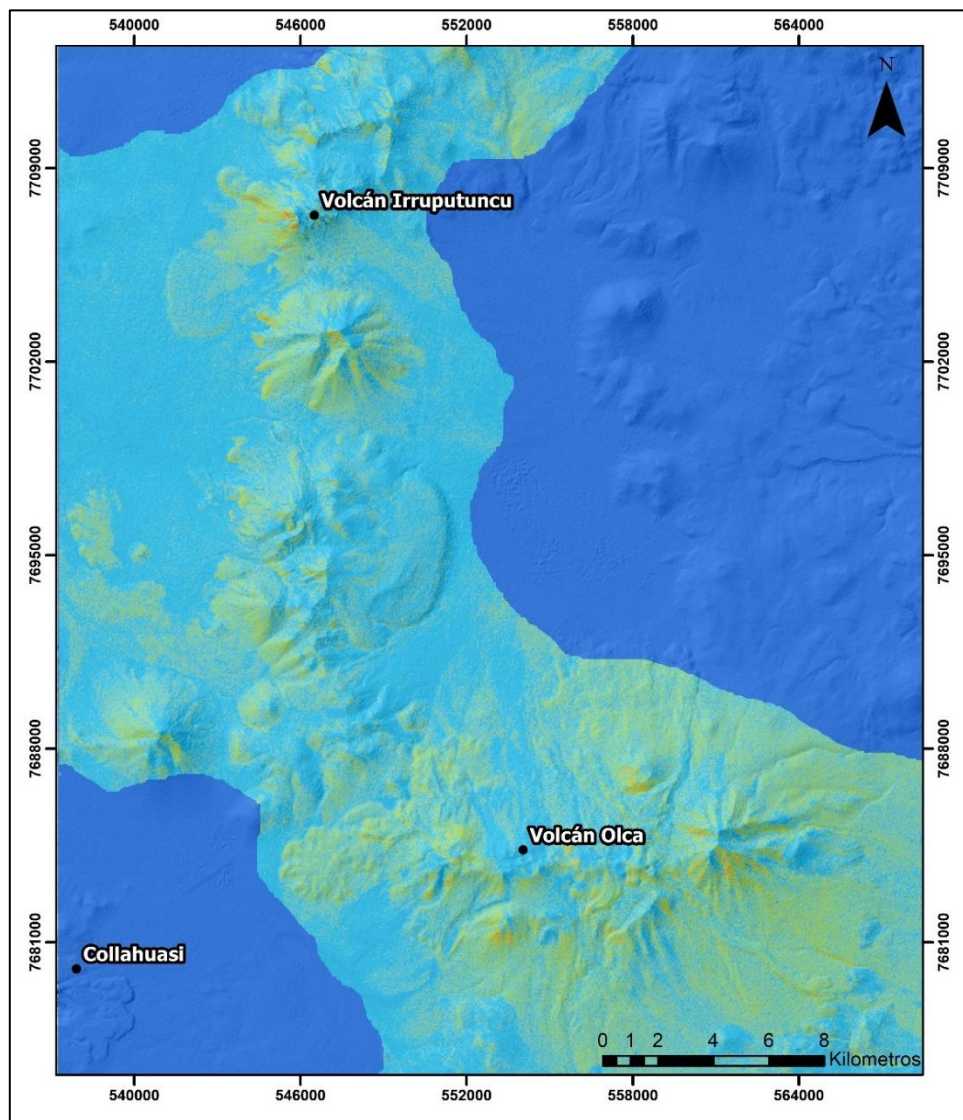 540000 546000 552000 558000 564000
N
7709000 7709000
Volcán Irruputuncu
7702000 7702000
7695000 7695000
7688000 7688000
Volcán Olca
7681000 7681000
Collahuasi
0 1 2 4 6 8
Kilometros
540000 546000 552000 558000 564000